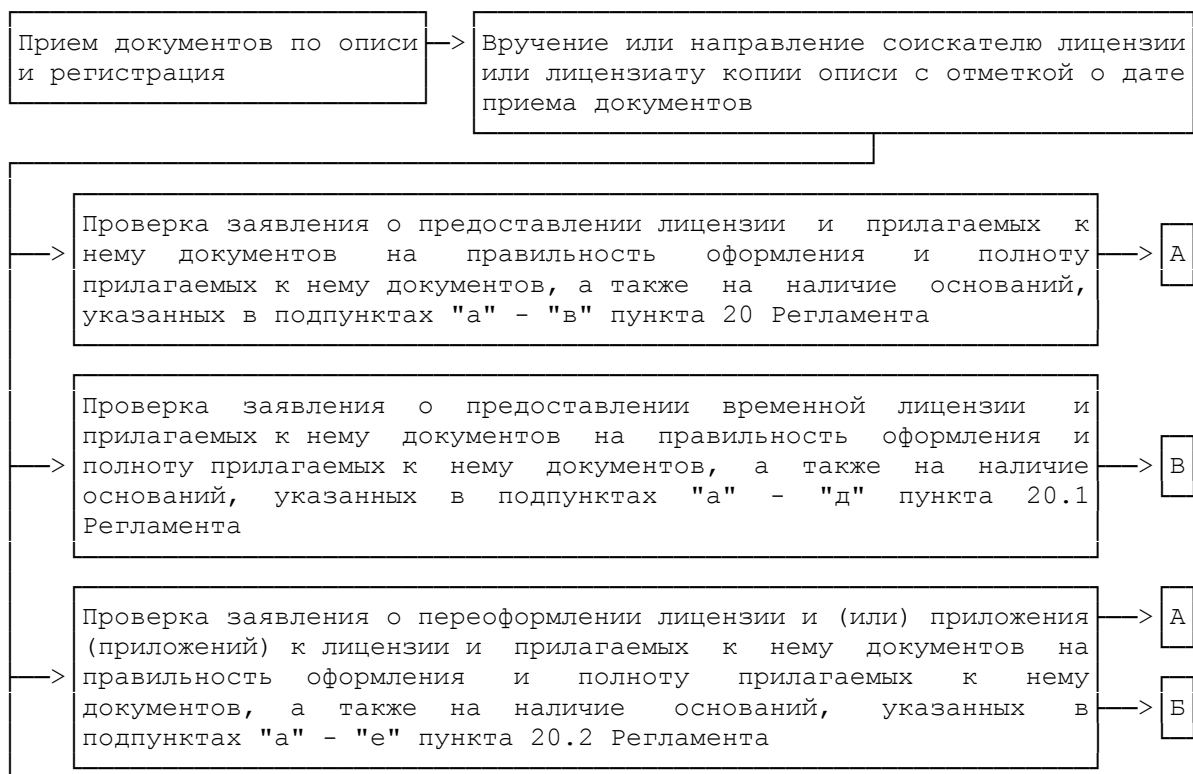 Прием документов по описи
и регистрация
Вручение или направление соискателю лицензии
или лицензиату копии описи с отметкой о дате
приема документов
Проверка заявления о предоставлении лицензии и прилагаемых к
нему документов на правильность оформления и полноту
прилагаемых к нему документов, а также на наличие оснований,
указанных в подпунктах "а" - "в" пункта 20 Регламента
А
Проверка заявления о предоставлении временной лицензии и
прилагаемых к нему документов на правильность оформления и
полноту прилагаемых к нему документов, а также на наличие
оснований, указанных в подпунктах "а" - "д" пункта 20.1
Регламента
В
Проверка заявления о переоформлении лицензии и (или) приложения
(приложений) к лицензии и прилагаемых к нему документов на
правильность оформления и полноту прилагаемых к нему
документов, а также на наличие оснований, указанных в
подпунктах "а" - "е" пункта 20.2 Регламента
А
Б